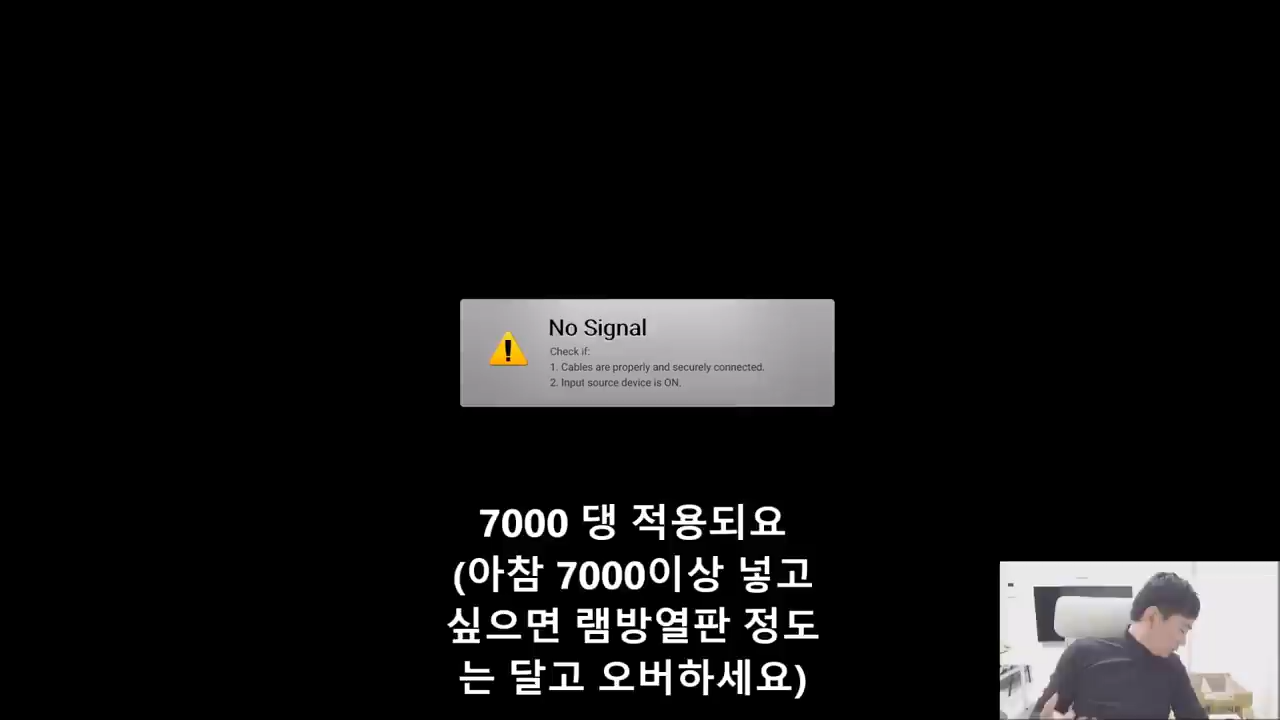 No Signal
Check if:
1. Cables are properly and securely connected.
2. Input source device is ON.
7000 댕 적용되요
(아참 7000이상 넣고
싶으면 램방열판 정도
는 달고 오버하세요)